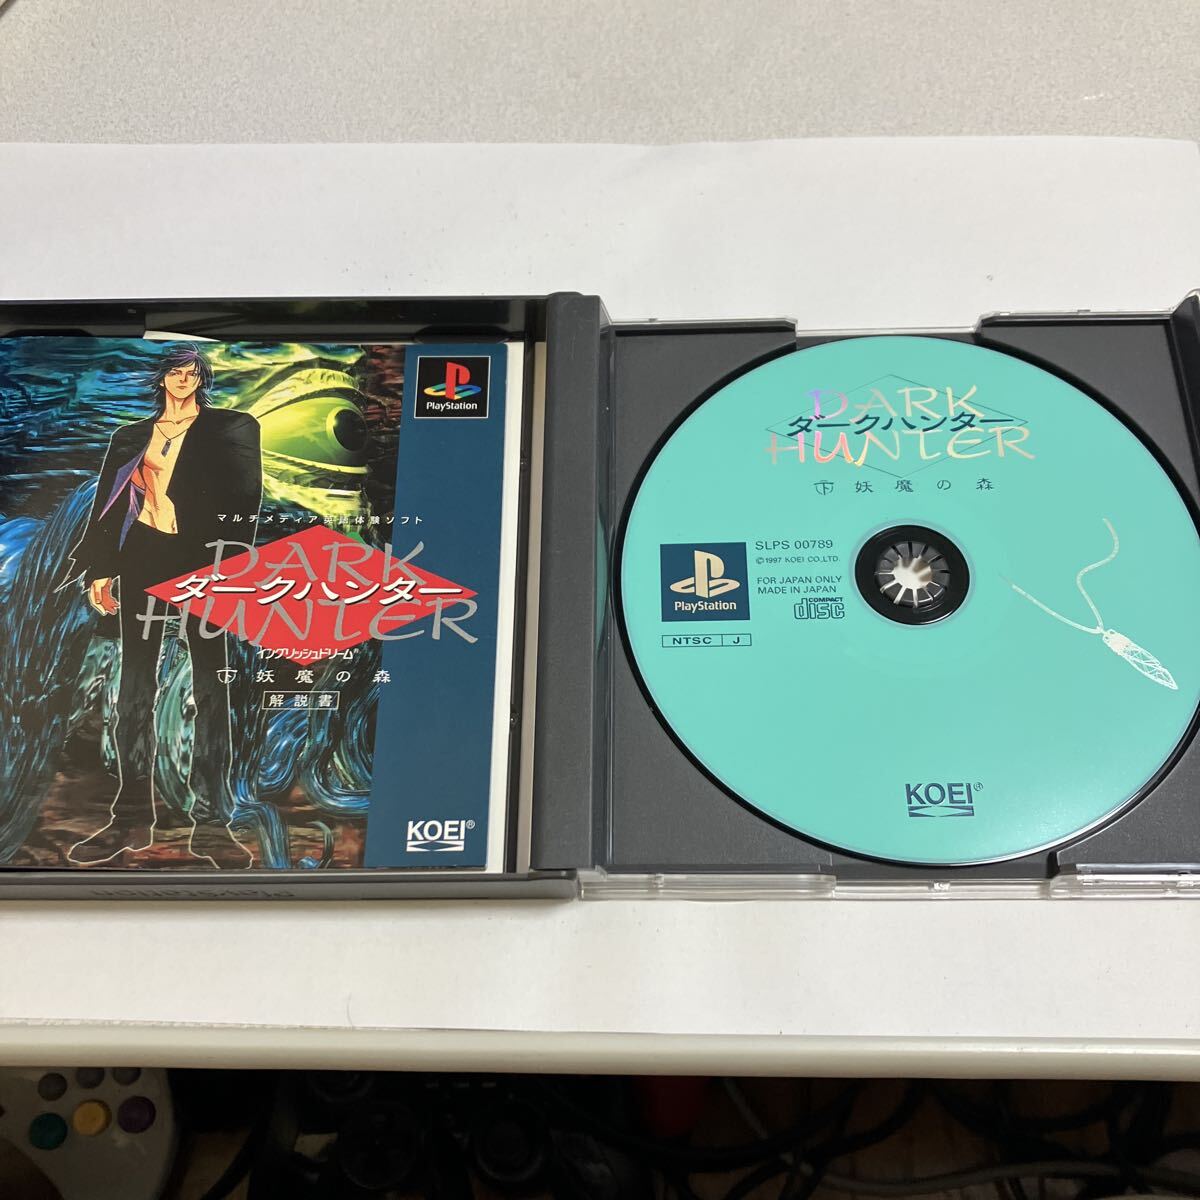 PlayStation
マルチメディア英語体験ソフト
DARK
ダークハンター
HUNTER
イングリッシュドリーム®
下 妖魔の森
解説書
KOEI®
PlayStation
DARK
ダークハンター
HUNTER
下 妖魔の森
SLPS 00789
©1997 KOEI CO.,LTD.
FOR JAPAN ONLY
MADE IN JAPAN
COMPACT
disc
PlayStation
NTSC J
KOEI®